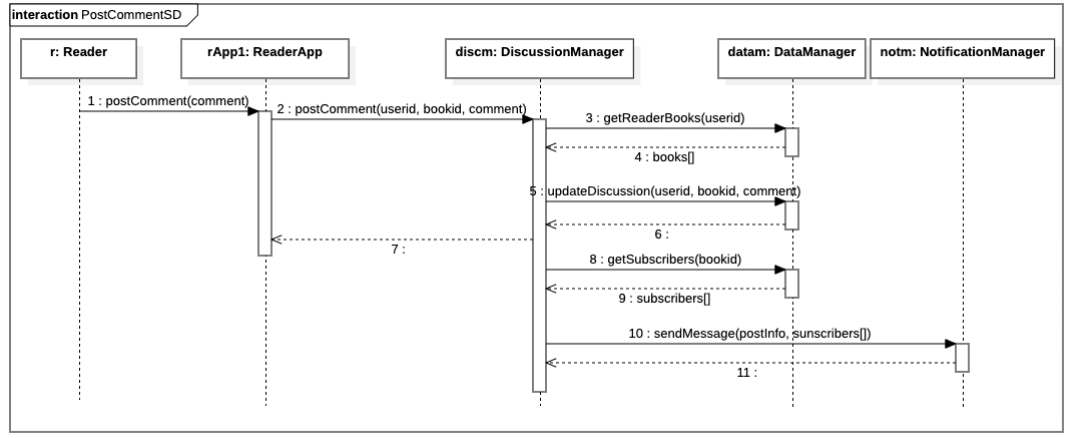 interaction PostCommentSD
r: Reader
rApp1: ReaderApp
discm: DiscussionManager
datam: DataManager
notm: NotificationManager
1 : postComment(comment)
2 : postComment(userid, bookid, comment)
3 : getReaderBooks(userid)
4 : books[]
5 : updateDiscussion(userid, bookid, comment)
6 :
7 :
8 : getSubscribers(bookid)
9 : subscribers[]
10 : sendMessage(postInfo, sunscribers[])
11 :